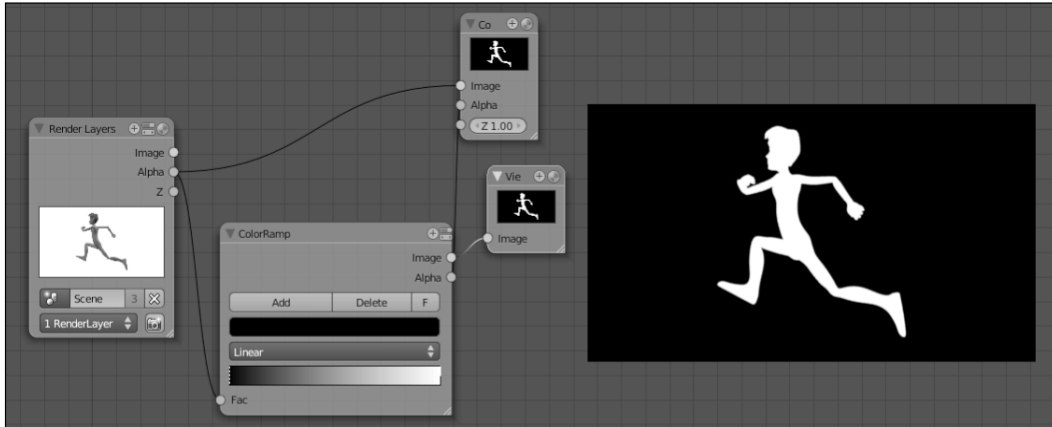 Co
Image
Alpha
Z 1.00
Render Layers
Image
Alpha
Z
Scene
3
1 RenderLayer
ColorRamp
Image
Alpha
Add
Delete
F
Linear
Fac
Vie
Image